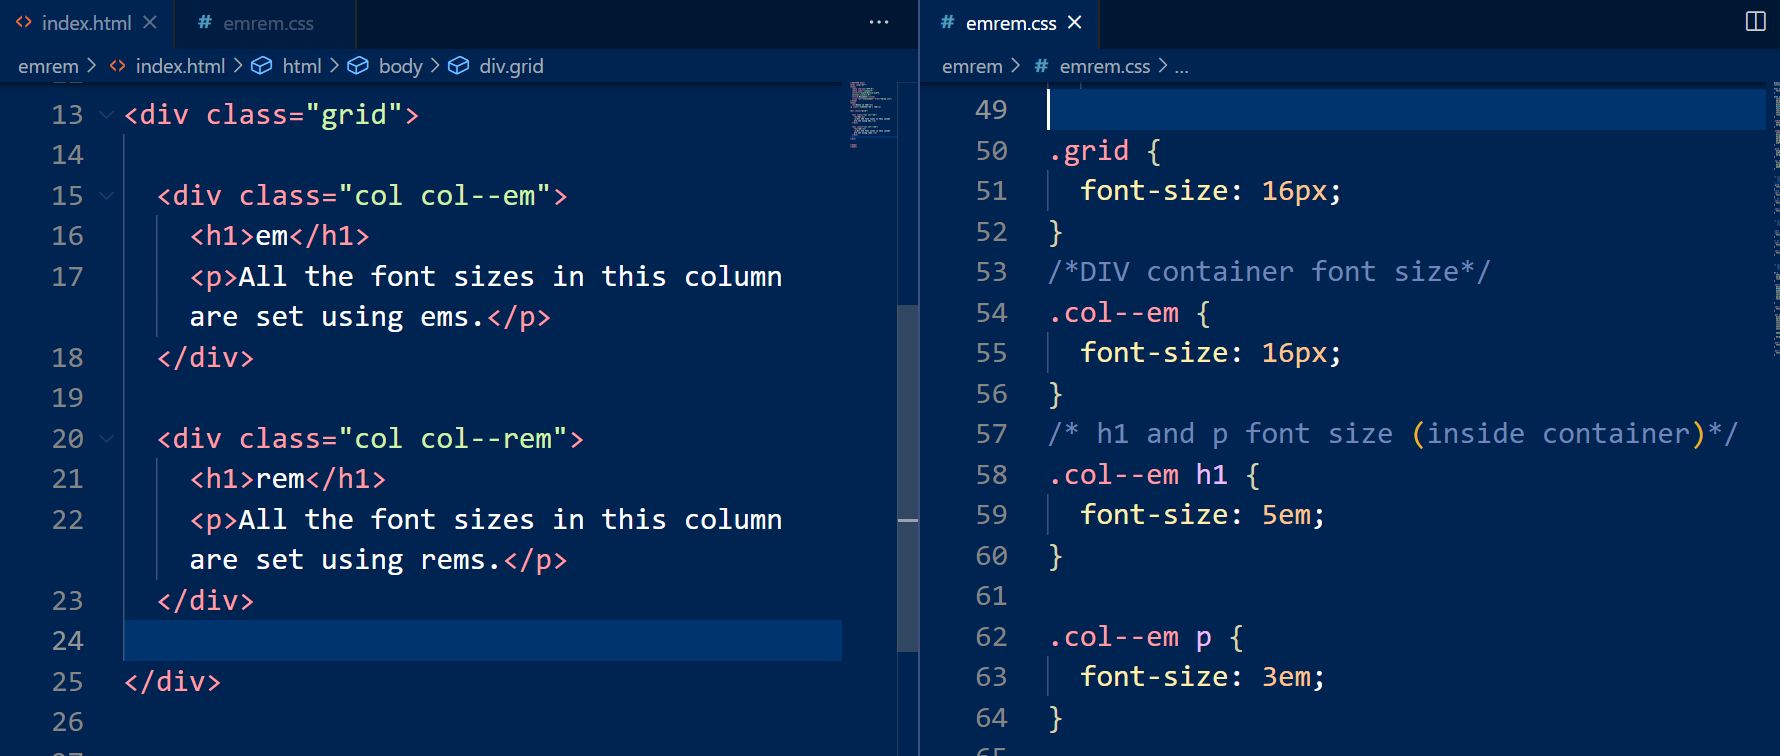 index.html
emrem.css
...
emrem > index.html > html > body > div.grid
13 <div class="grid">
14
15 <div class="col col--em">
16 <h1>em</h1>
17 <p>All the font sizes in this column
are set using ems.</p>
18 </div>
19
20 <div class="col col--rem">
21 <h1>rem</h1>
22 <p>All the font sizes in this column
are set using rems.</p>
23 </div>
24
25 </div>
26
emrem.css
emrem > emrem.css > ...
49
50 .grid {
51 font-size: 16px;
52 }
53 /*DIV container font size*/
54 .col--em {
55 font-size: 16px;
56 }
57 /* h1 and p font size (inside container)*/
58 .col--em h1 {
59 font-size: 5em;
60 }
61
62 .col--em p {
63 font-size: 3em;
64 }